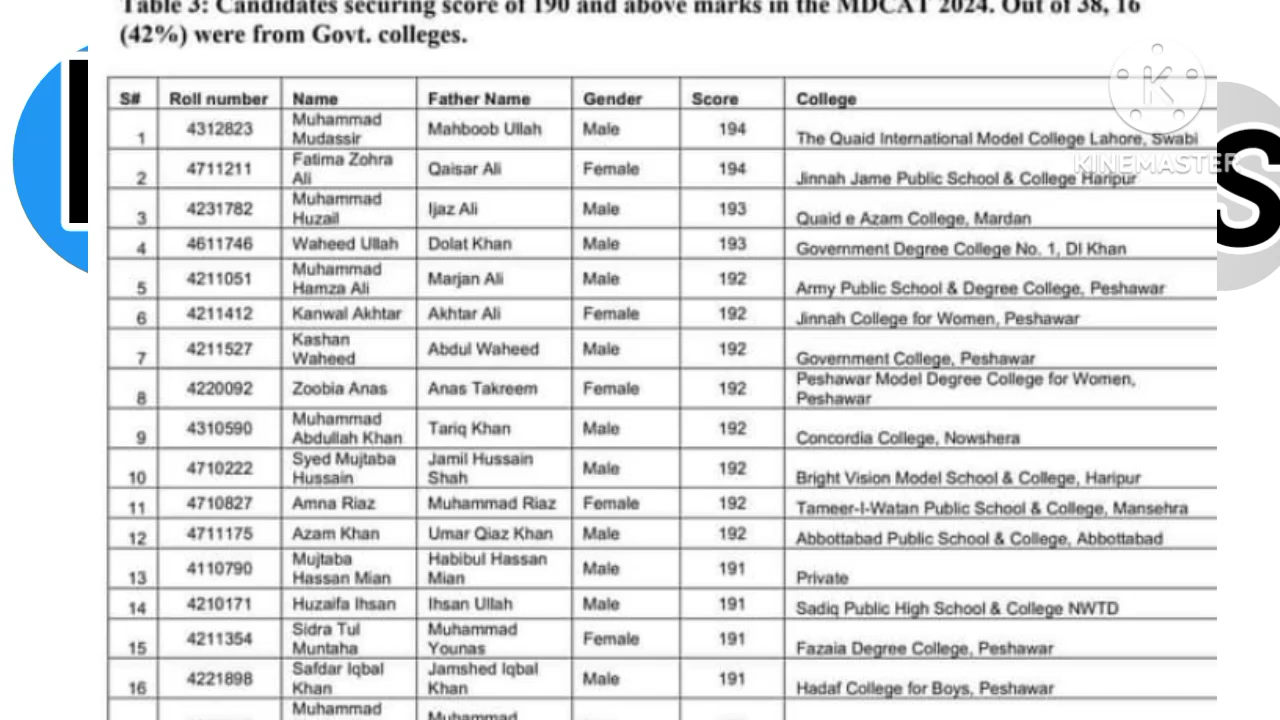 Table 3: Candidates securing score of 190 and above marks in the MDCAT 2024. Out of 38, 16
(42%) were from Govt. colleges.
S# Roll number Name Father Name Gender Score College
1 4312823 Muhammad Mudassir Mahboob Ullah Male 194 The Quaid International Model College Lahore, Swabi
2 4711211 Fatima Zohra Ali Qaisar Ali Female 194 Jinnah Jame Public School & College Haripur
3 4231782 Muhammad Huzail Ijaz Ali Male 193 Quaid e Azam College, Mardan
4 4611746 Waheed Ullah Dolat Khan Male 193 Government Degree College No. 1, DI Khan
5 4211051 Muhammad Hamza Ali Marjan Ali Male 192 Army Public School & Degree College, Peshawar
6 4211412 Kanwal Akhtar Akhtar Ali Female 192 Jinnah College for Women, Peshawar
7 4211527 Kashan Waheed Abdul Waheed Male 192 Government College, Peshawar
8 4220092 Zoobia Anas Anas Takreem Female 192 Peshawar Model Degree College for Women, Peshawar
9 4310590 Muhammad Abdullah Khan Tariq Khan Male 192 Concordia College, Nowshera
10 4710222 Syed Mujtaba Hussain Jamil Hussain Shah Male 192 Bright Vision Model School & College, Haripur
11 4710827 Amna Riaz Muhammad Riaz Female 192 Tameer-I-Watan Public School & College, Mansehra
12 4711175 Azam Khan Umar Qiaz Khan Male 192 Abbottabad Public School & College, Abbottabad
13 4110790 Mujtaba Hassan Mian Habibul Hassan Mian Male 191 Private
14 4210171 Huzaifa Ihsan Ihsan Ullah Male 191 Sadiq Public High School & College NWTD
15 4211354 Sidra Tul Muntaha Muhammad Younas Female 191 Fazaia Degree College, Peshawar
16 4221898 Safdar Iqbal Khan Jamshed Iqbal Khan Male 191 Hadaf College for Boys, Peshawar
Muhammad Muhammad
K
KINEMASTER
S